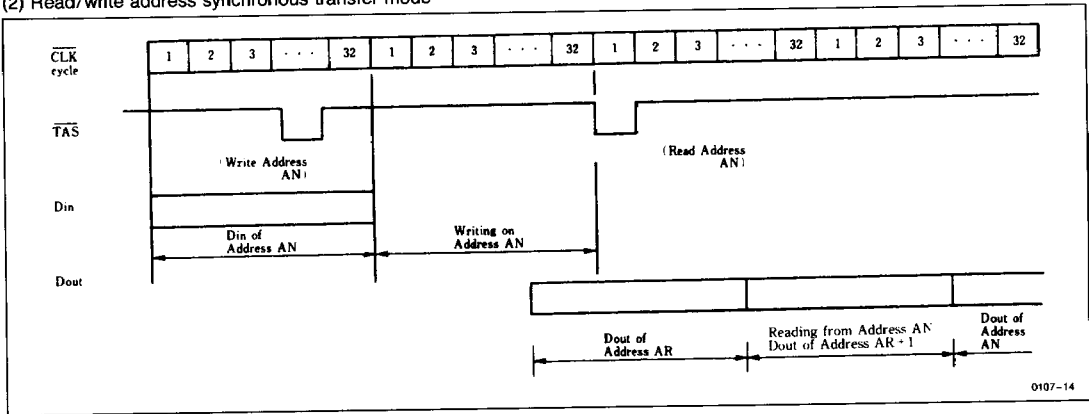 (2) Read/write address synchronous transfer mode
CLK
cycle
1 2 3 ··· 32 1 2 3 ··· 32 1 2 3 ··· 32 1 2 3 ··· 32
TAS
(Write Address
AN)
(Read Address
AN)
Din
Din of
Address AN
Writing on
Address AN
Dout
Dout of
Address AR
Reading from Address AN
Dout of Address AR+1
Dout of
Address
AN
0107-14